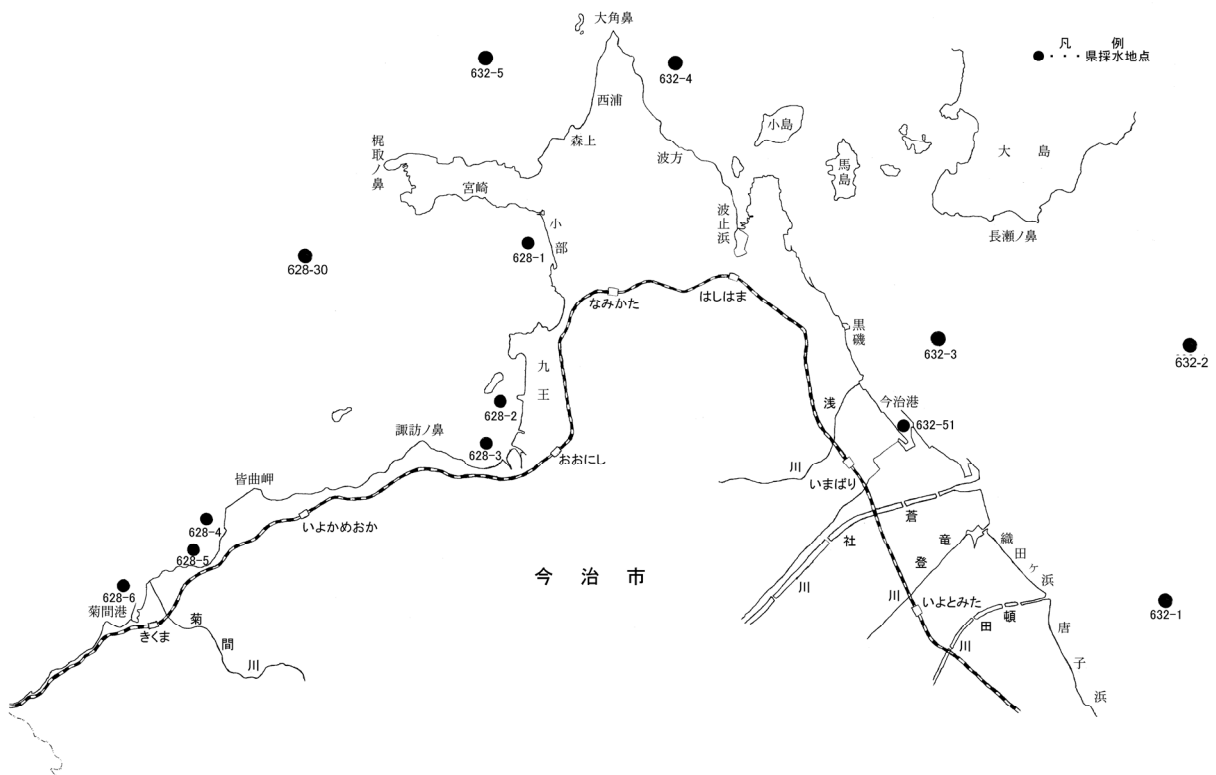 大角鼻
凡例
●・・・県採水地点
632-5
632-4
西浦
小島
森上
梶取ノ鼻
波方
馬島
大島
宮崎
波止浜
小部
長瀬ノ鼻
628-1
628-30
なみかた
はしはま
黒磯
632-3
632-2
九王
628-2
浅川
今治港
632-51
諏訪ノ鼻
628-3
おおにし
いまばり
皆曲岬
628-4
いよかめおか
蒼社川
628-5
竜登川
織田ヶ浜
今治市
628-6
菊間港
きくま
菊間川
いよとみた
頓田川
632-1
唐子浜